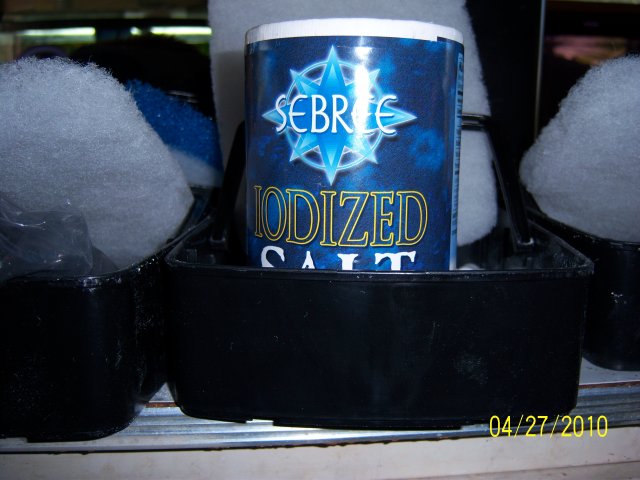 SEBREE
IODIZED
SALT
04/27/2010